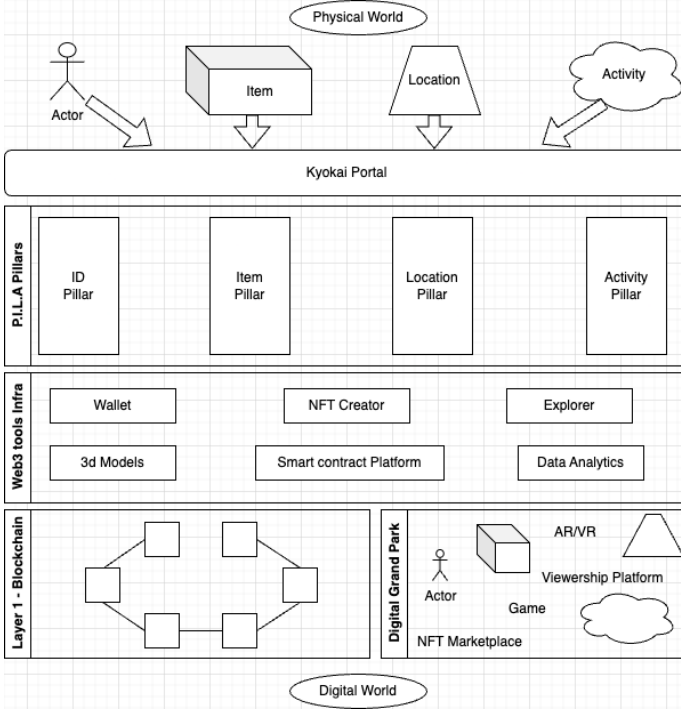 Physical World
Actor
Item
Location
Activity
Kyokai Portal
P.I.L.A Pillars
ID
Pillar
Item
Pillar
Location
Pillar
Activity
Pillar
Web3 tools Infra
Wallet
NFT Creator
Explorer
3d Models
Smart contract Platform
Data Analytics
Layer 1 - Blockchain
Digital Grand Park
AR/VR
Actor
Viewership Platform
Game
NFT Marketplace
Digital World